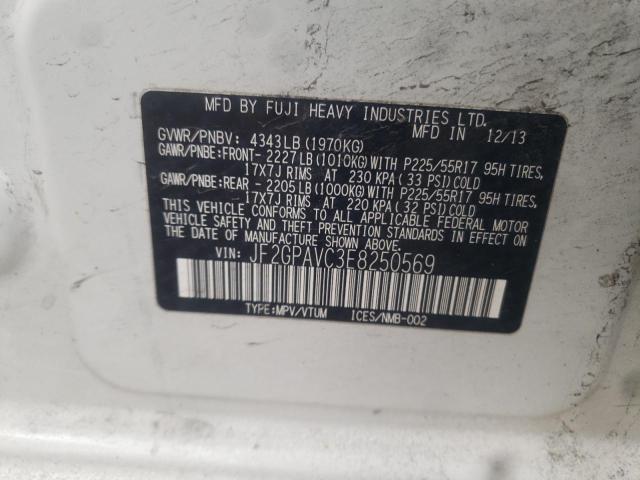 MFD BY FUJI HEAVY INDUSTRIES LTD.
MFD IN 12/13
GVWR/PNBV: 4343LB(1970KG)
GAWR/PNBE:FRONT- 2227LB(1010KG)WITH P225/55R17 95H TIRES,
17X7J RIMS AT 230 KPA(33 PSI)COLD
GAWR/PNBE:REAR - 2205LB(1000KG)WITH P225/55R17 95H TIRES,
17X7J RIMS AT 220 KPA(32 PSI)COLD
THIS VEHICLE CONFORMS TO ALL APPLICABLE FEDERAL MOTOR
VEHICLE SAFETY AND THEFT PREVENTION STANDARDS IN EFFECT
ON THE DATE OF MANUFACTURE SHOWN ABOVE.
VIN: JF2GPAVC3E8250569
TYPE:MPV/VTUM ICES/NMB-002